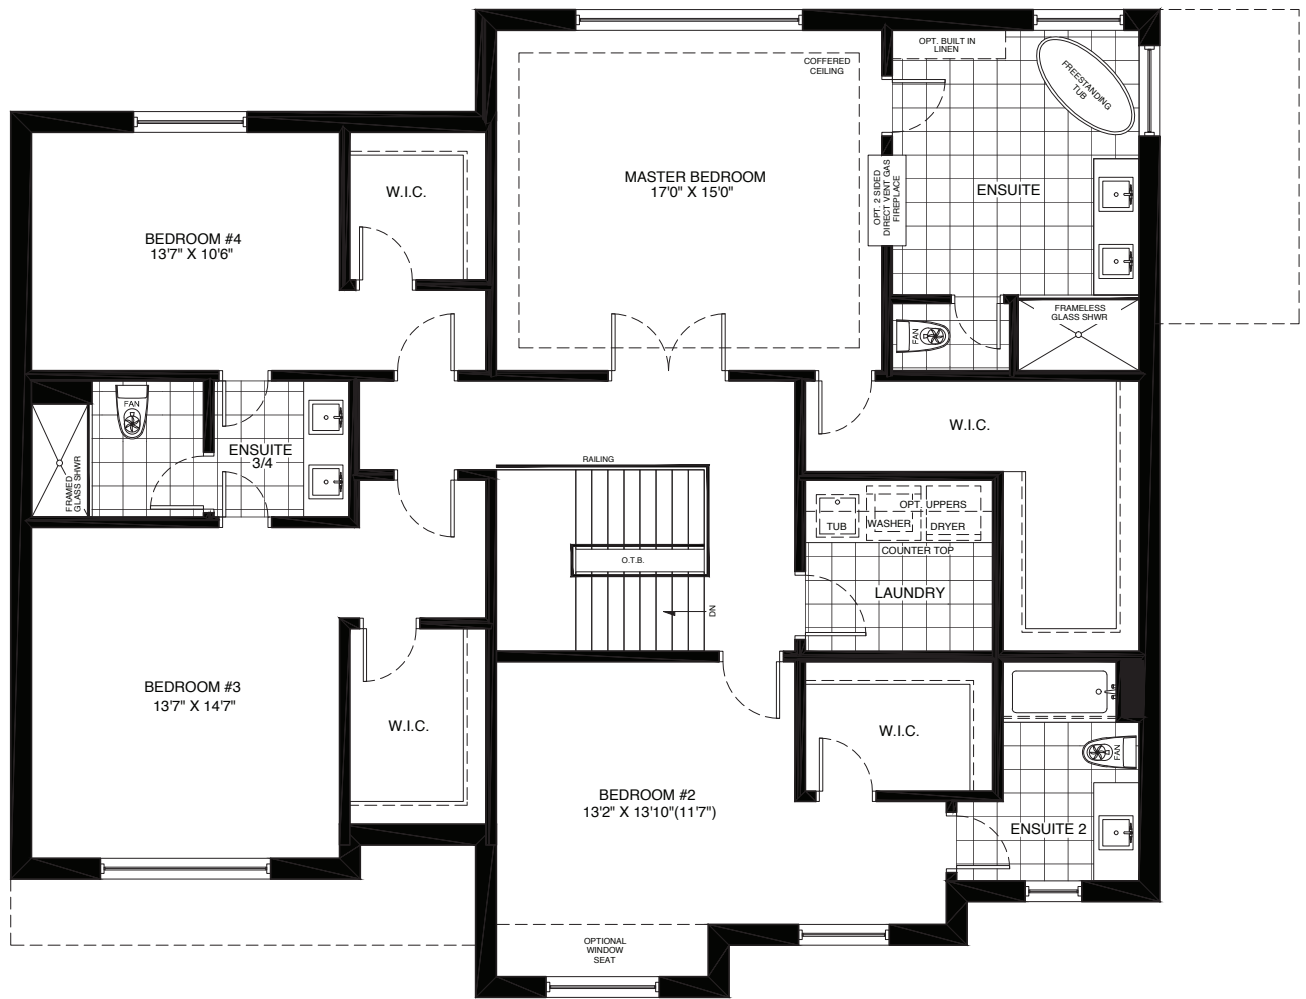 OPT. BUILT IN
LINEN
COFFERED
CEILING
FREESTANDING
TUB
MASTER BEDROOM
17'0" X 15'0"
OPT. 2 SIDED
DIRECT VENT GAS
FIREPLACE
ENSUITE
W.I.C.
BEDROOM #4
13'7" X 10'6"
FRAMELESS
GLASS SHWR
FAN
FAN
W.I.C.
ENSUITE
3/4
FRAMED
GLASS SHWR
RAILING
OPT. UPPERS
TUB
WASHER
DRYER
COUNTER TOP
O.T.B.
LAUNDRY
DN
BEDROOM #3
13'7" X 14'7"
W.I.C.
W.I.C.
FAN
BEDROOM #2
13'2" X 13'10"(11'7")
ENSUITE 2
OPTIONAL
WINDOW
SEAT